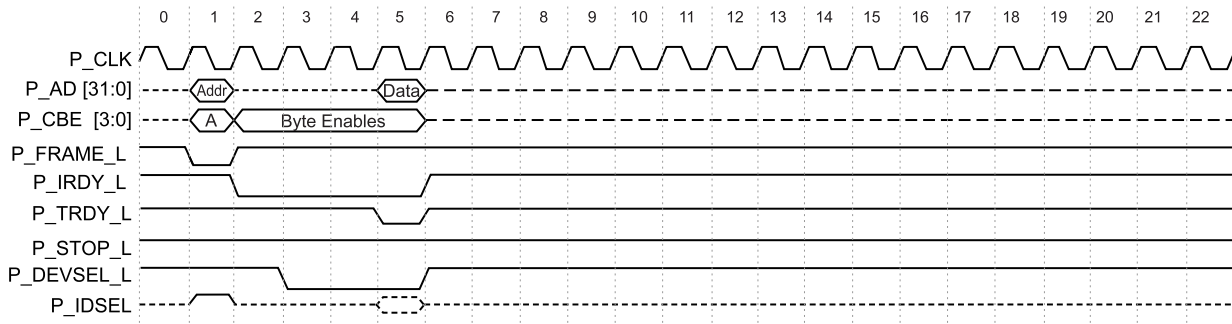 0 1 2 3 4 5 6 7 8 9 10 11 12 13 14 15 16 17 18 19 20 21 22
P_CLK
P_AD [31:0] Addr Data
P_CBE [3:0] A Byte Enables
P_FRAME_L
P_IRDY_L
P_TRDY_L
P_STOP_L
P_DEVSEL_L
P_IDSEL